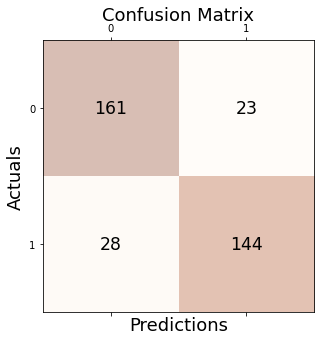 Confusion Matrix
0 1
0 161 23
Actuals
1 28 144
Predictions